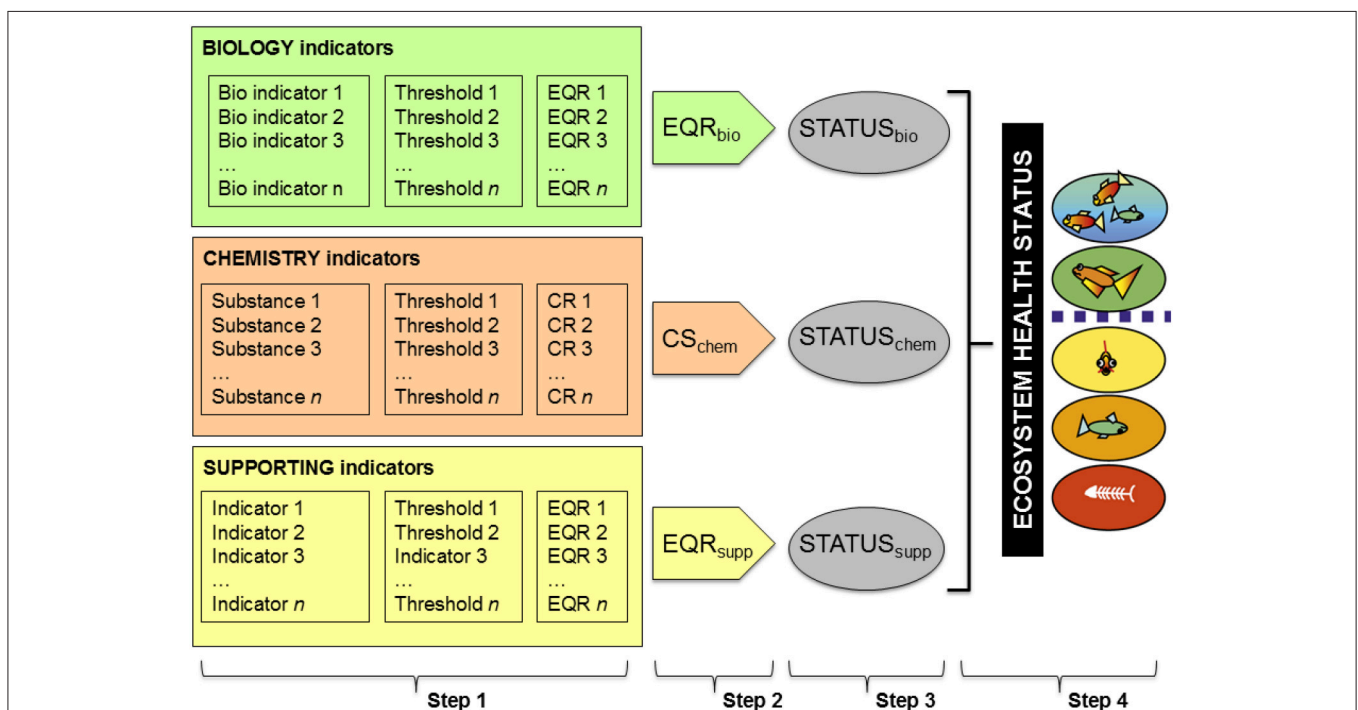 BIOLOGY indicators
Bio indicator 1
Bio indicator 2
Bio indicator 3
...
Bio indicator n
Threshold 1
Threshold 2
Threshold 3
...
Threshold n
EQR 1
EQR 2
EQR 3
...
EQR n
EQRbio
STATUSbio
CHEMISTRY indicators
Substance 1
Substance 2
Substance 3
...
Substance n
Threshold 1
Threshold 2
Threshold 3
...
Threshold n
CR 1
CR 2
CR 3
...
CR n
CSchem
STATUSchem
SUPPORTING indicators
Indicator 1
Indicator 2
Indicator 3
...
Indicator n
Threshold 1
Threshold 2
Indicator 3
...
Threshold n
EQR 1
EQR 2
EQR 3
...
EQR n
EQRsupp
STATUSsupp
ECOSYSTEM HEALTH STATUS
Step 1
Step 2
Step 3
Step 4